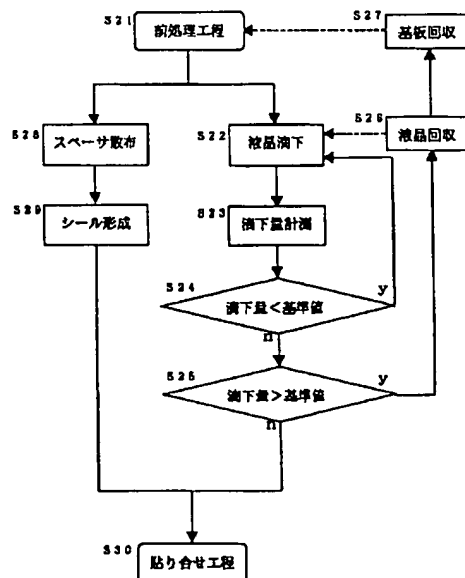 S21
前処理工程
S27
基板回収
S28
スペーサ散布
S22
液晶滴下
S26
液晶回収
S29
シール形成
S23
滴下量計測
S24
滴下量<基準値
y
n
S25
滴下量>基準値
y
n
S30
貼り合せ工程